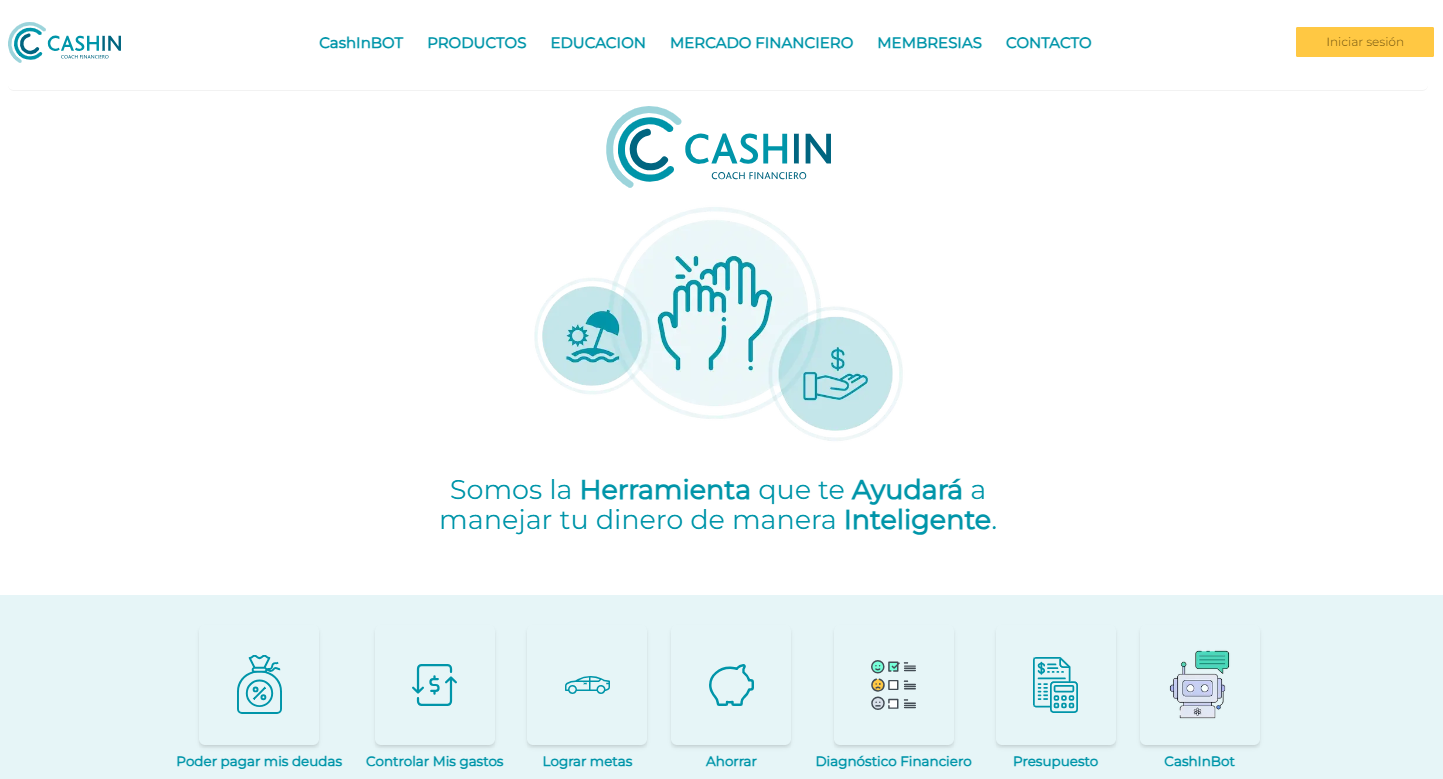 CASHIN
COACH FINANCIERO
CashInBOT PRODUCTOS EDUCACION MERCADO FINANCIERO MEMBRESIAS CONTACTO
Iniciar sesión
CASHIN
COACH FINANCIERO
$
Somos la Herramienta que te Ayudará a
manejar tu dinero de manera Inteligente.
% $ $
Poder pagar mis deudas Controlar Mis gastos Lograr metas Ahorrar Diagnóstico Financiero Presupuesto CashInBot